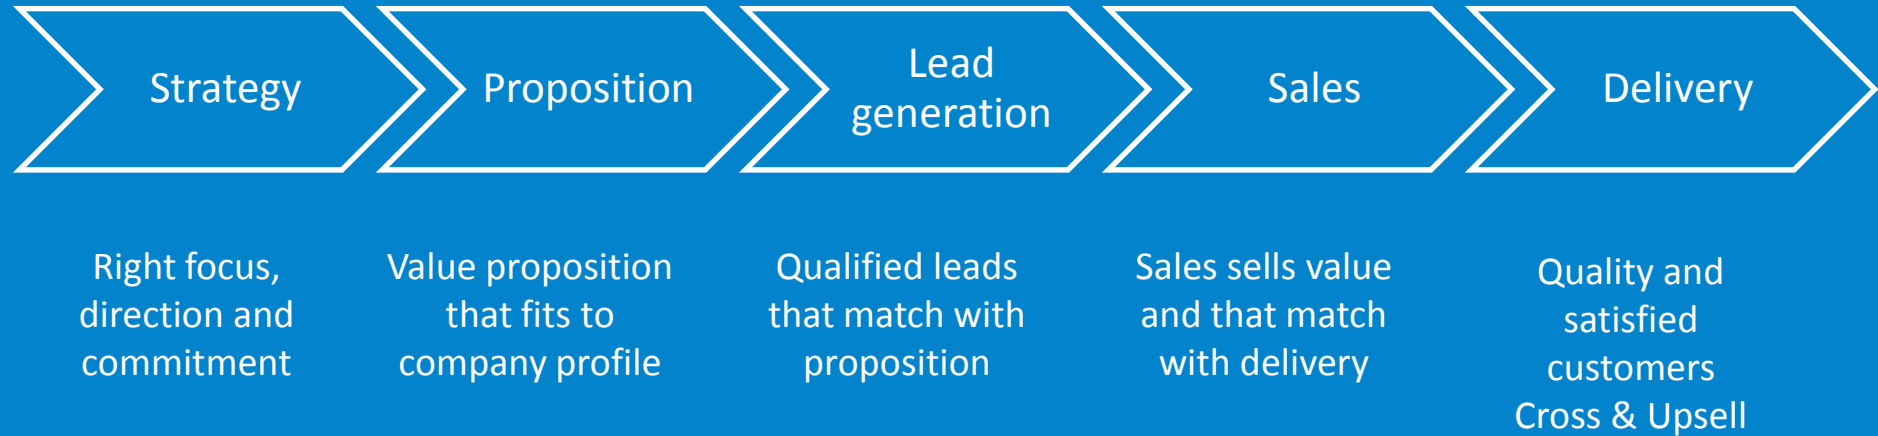 Strategy
Proposition
Lead
generation
Sales
Delivery
Right focus,
direction and
commitment
Value proposition
that fits to
company profile
Qualified leads
that match with
proposition
Sales sells value
and that match
with delivery
Quality and
satisfied
customers
Cross & Upsell